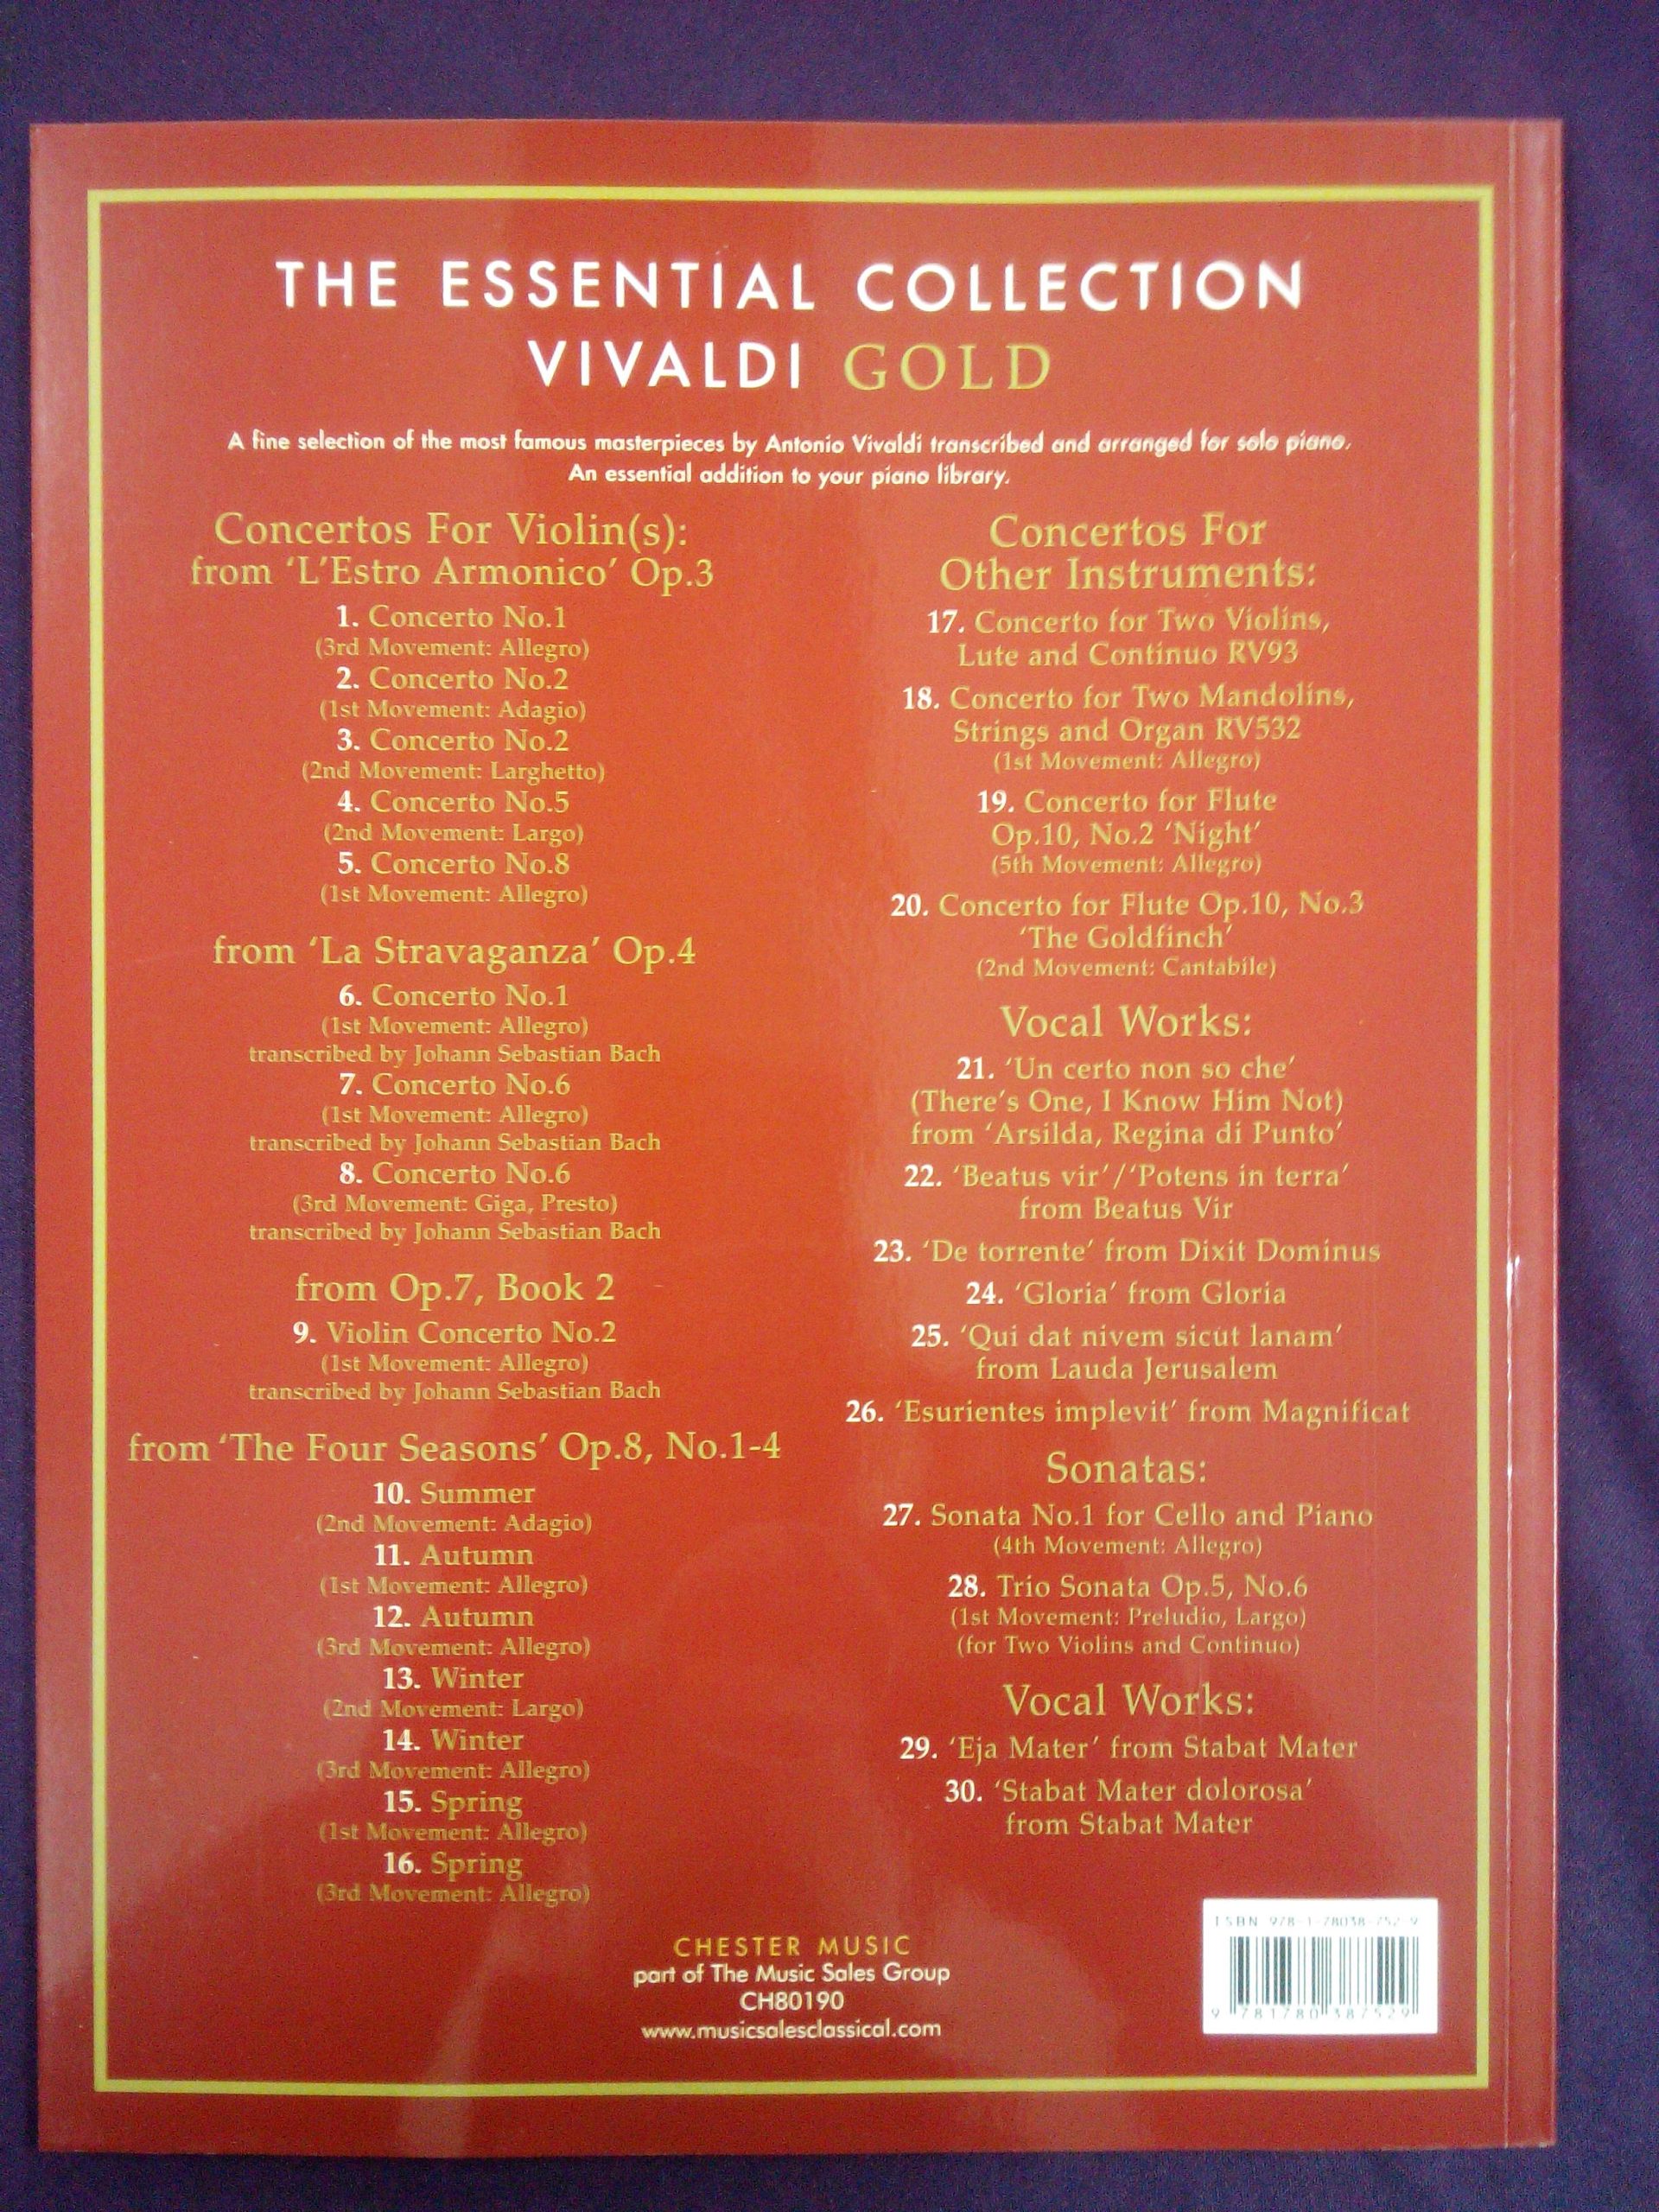 THE ESSENTIAL COLLECTION
VIVALDI GOLD
A fine selection of the most famous masterpieces by Antonio Vivaldi transcribed and arranged for solo piano.
An essential addition to your piano library.
Concertos For Violin(s):
from ‘L’Estro Armonico’ Op.3
1. Concerto No.1
(3rd Movement: Allegro)
2. Concerto No.2
(1st Movement: Adagio)
3. Concerto No.2
(2nd Movement: Larghetto)
4. Concerto No.5
(2nd Movement: Largo)
5. Concerto No.8
(1st Movement: Allegro)
from ‘La Stravaganza’ Op.4
6. Concerto No.1
(1st Movement: Allegro)
transcribed by Johann Sebastian Bach
7. Concerto No.6
(1st Movement: Allegro)
transcribed by Johann Sebastian Bach
8. Concerto No.6
(3rd Movement: Giga, Presto)
transcribed by Johann Sebastian Bach
from Op.7, Book 2
9. Violin Concerto No.2
(1st Movement: Allegro)
transcribed by Johann Sebastian Bach
from ‘The Four Seasons’ Op.8, No.1-4
10. Summer
(2nd Movement: Adagio)
11. Autumn
(1st Movement: Allegro)
12. Autumn
(3rd Movement: Allegro)
13. Winter
(2nd Movement: Largo)
14. Winter
(3rd Movement: Allegro)
15. Spring
(1st Movement: Allegro)
16. Spring
(3rd Movement: Allegro)
Concertos For
Other Instruments:
17. Concerto for Two Violins,
Lute and Continuo RV93
18. Concerto for Two Mandolins,
Strings and Organ RV532
(1st Movement: Allegro)
19. Concerto for Flute
Op.10, No.2 ‘Night’
(5th Movement: Allegro)
20. Concerto for Flute Op.10, No.3
‘The Goldfinch’
(2nd Movement: Cantabile)
Vocal Works:
21. ‘Un certo non so che’
(There’s One, I Know Him Not)
from ‘Arsilda, Regina di Punto’
22. ‘Beatus vir’/‘Potens in terra’
from Beatus Vir
23. ‘De torrente’ from Dixit Dominus
24. ‘Gloria’ from Gloria
25. ‘Qui dat nivem sicut lanam’
from Lauda Jerusalem
26. ‘Esurientes implevit’ from Magnificat
Sonatas:
27. Sonata No.1 for Cello and Piano
(4th Movement: Allegro)
28. Trio Sonata Op.5, No.6
(1st Movement: Preludio, Largo)
(for Two Violins and Continuo)
Vocal Works:
29. ‘Eja Mater’ from Stabat Mater
30. ‘Stabat Mater dolorosa’
from Stabat Mater
CHESTER MUSIC
part of The Music Sales Group
CH80190
www.musicsalesclassical.com
ISBN 978-1-78038-752-9
9 781780 387529